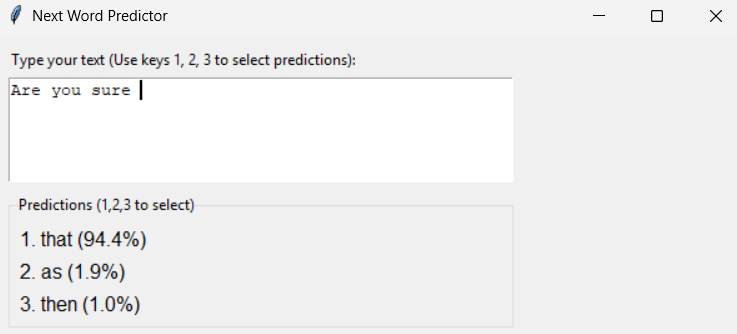 Next Word Predictor
Type your text (Use keys 1, 2, 3 to select predictions):
Are you sure
Predictions (1,2,3 to select)
1. that (94.4%)
2. as (1.9%)
3. then (1.0%)